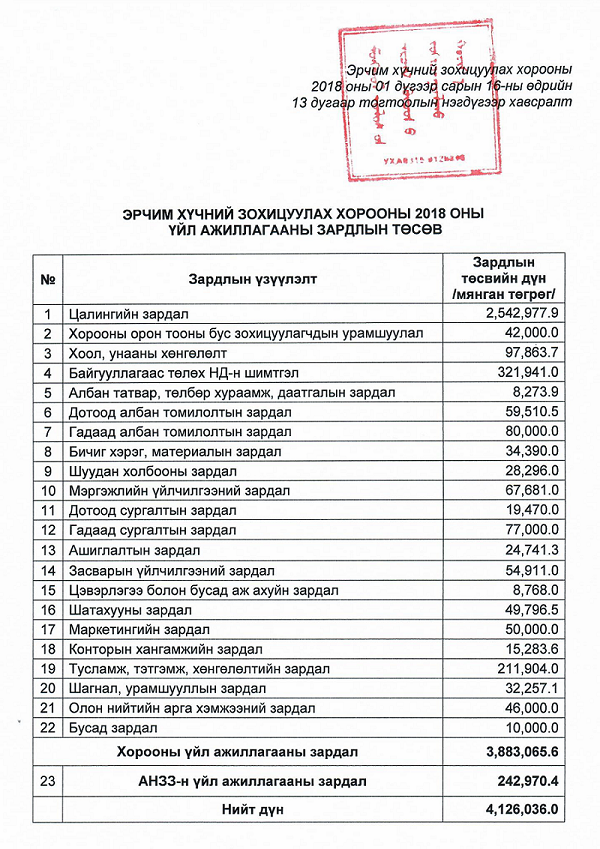 Эрчим хүчний зохицуулах хорооны
2018 оны 01 дүгээр сарын 16-ны өдрийн
13 дугаар тогтоолын нэгдүгээр хавсралт
ЭРЧИМ ХҮЧНИЙ ЗОХИЦУУЛАХ ХОРООНЫ 2018 ОНЫ
ҮЙЛ АЖИЛЛАГААНЫ ЗАРДЛЫН ТӨСӨВ
№ Зардлын үзүүлэлт Зардлын төсвийн дүн /мянган төгрөг/
1 Цалингийн зардал 2,542,977.9
2 Хорооны орон тооны бус зохицуулагчдын урамшуулал 42,000.0
3 Хоол, унааны хөнгөлөлт 97,863.7
4 Байгууллагаас төлөх НД-н шимтгэл 321,941.0
5 Албан татвар, төлбөр хураамж, даатгалын зардал 8,273.9
6 Дотоод албан томилолтын зардал 59,510.5
7 Гадаад албан томилолтын зардал 80,000.0
8 Бичиг хэрэг, материалын зардал 34,390.0
9 Шуудан холбооны зардал 28,296.0
10 Мэргэжлийн үйлчилгээний зардал 67,681.0
11 Дотоод сургалтын зардал 19,470.0
12 Гадаад сургалтын зардал 77,000.0
13 Ашиглалтын зардал 24,741.3
14 Засварын үйлчилгээний зардал 54,911.0
15 Цэвэрлэгээ болон бусад аж ахуйн зардал 8,768.0
16 Шатахууны зардал 49,796.5
17 Маркетингийн зардал 50,000.0
18 Конторын хангамжийн зардал 15,283.6
19 Тусламж, тэтгэмж, хөнгөлөлтийн зардал 211,904.0
20 Шагнал, урамшууллын зардал 32,257.1
21 Олон нийтийн арга хэмжээний зардал 46,000.0
22 Бусад зардал 10,000.0
Хорооны үйл ажиллагааны зардал 3,883,065.6
23 АНЗЗ-н үйл ажиллагааны зардал 242,970.4
Нийт дүн 4,126,036.0